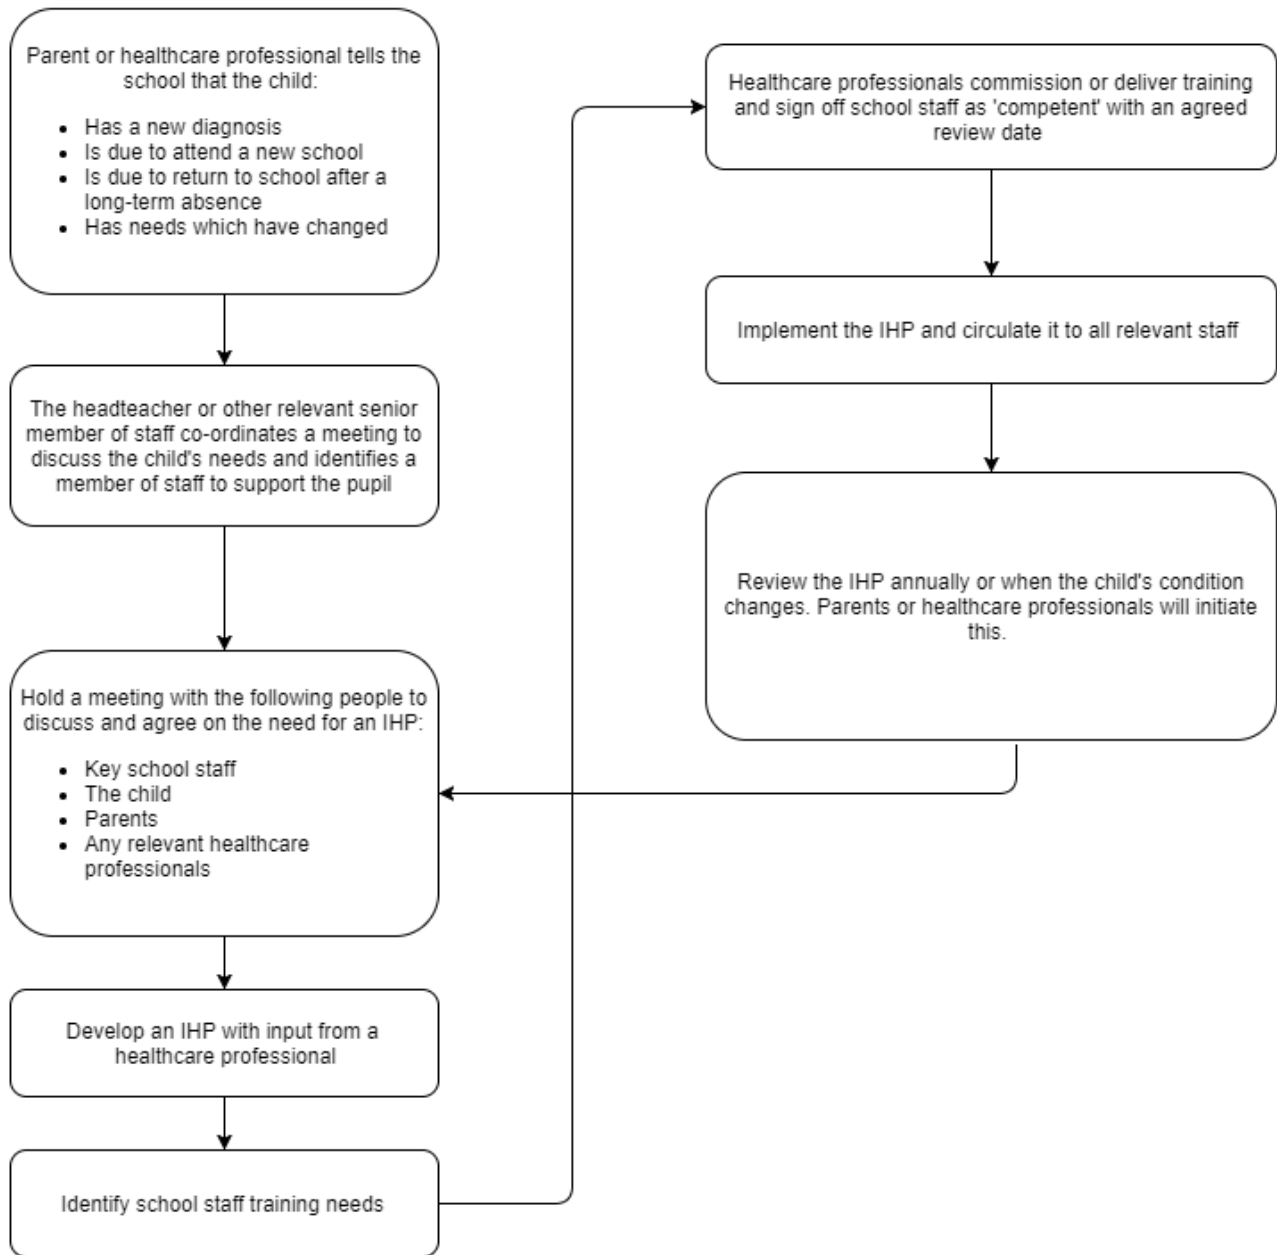 Parent or healthcare professional tells the
school that the child:
• Has a new diagnosis
• Is due to attend a new school
• Is due to return to school after a
long-term absence
• Has needs which have changed
The headteacher or other relevant senior
member of staff co-ordinates a meeting to
discuss the child's needs and identifies a
member of staff to support the pupil
Hold a meeting with the following people to
discuss and agree on the need for an IHP:
• Key school staff
• The child
• Parents
• Any relevant healthcare
professionals
Develop an IHP with input from a
healthcare professional
Identify school staff training needs
Healthcare professionals commission or deliver training
and sign off school staff as 'competent' with an agreed
review date
Implement the IHP and circulate it to all relevant staff
Review the IHP annually or when the child's condition
changes. Parents or healthcare professionals will initiate
this.